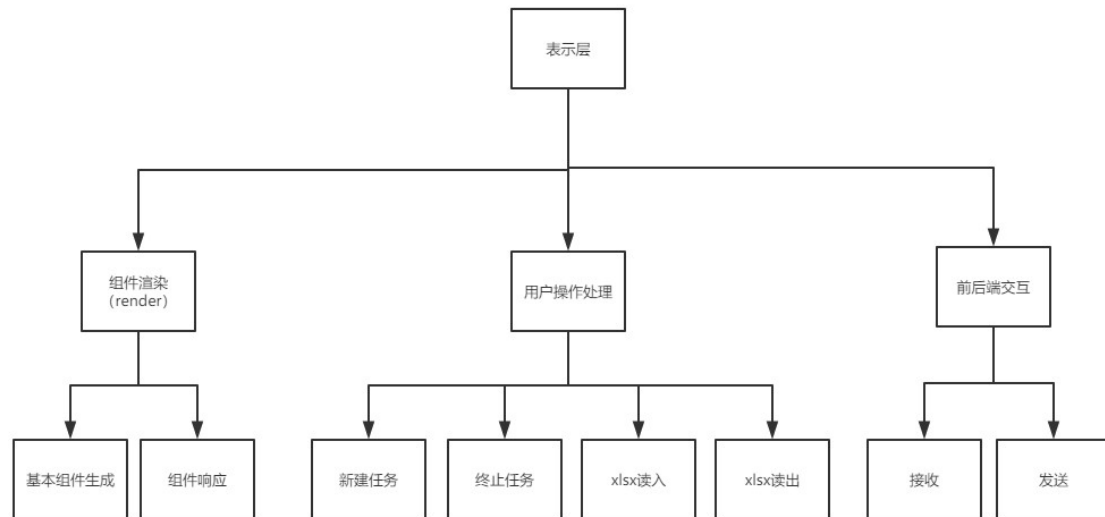 表示层
组件渲染
(render)
用户操作处理
前后端交互
基本组件生成
组件响应
新建任务
终止任务
xlsx读入
xlsx读出
接收
发送